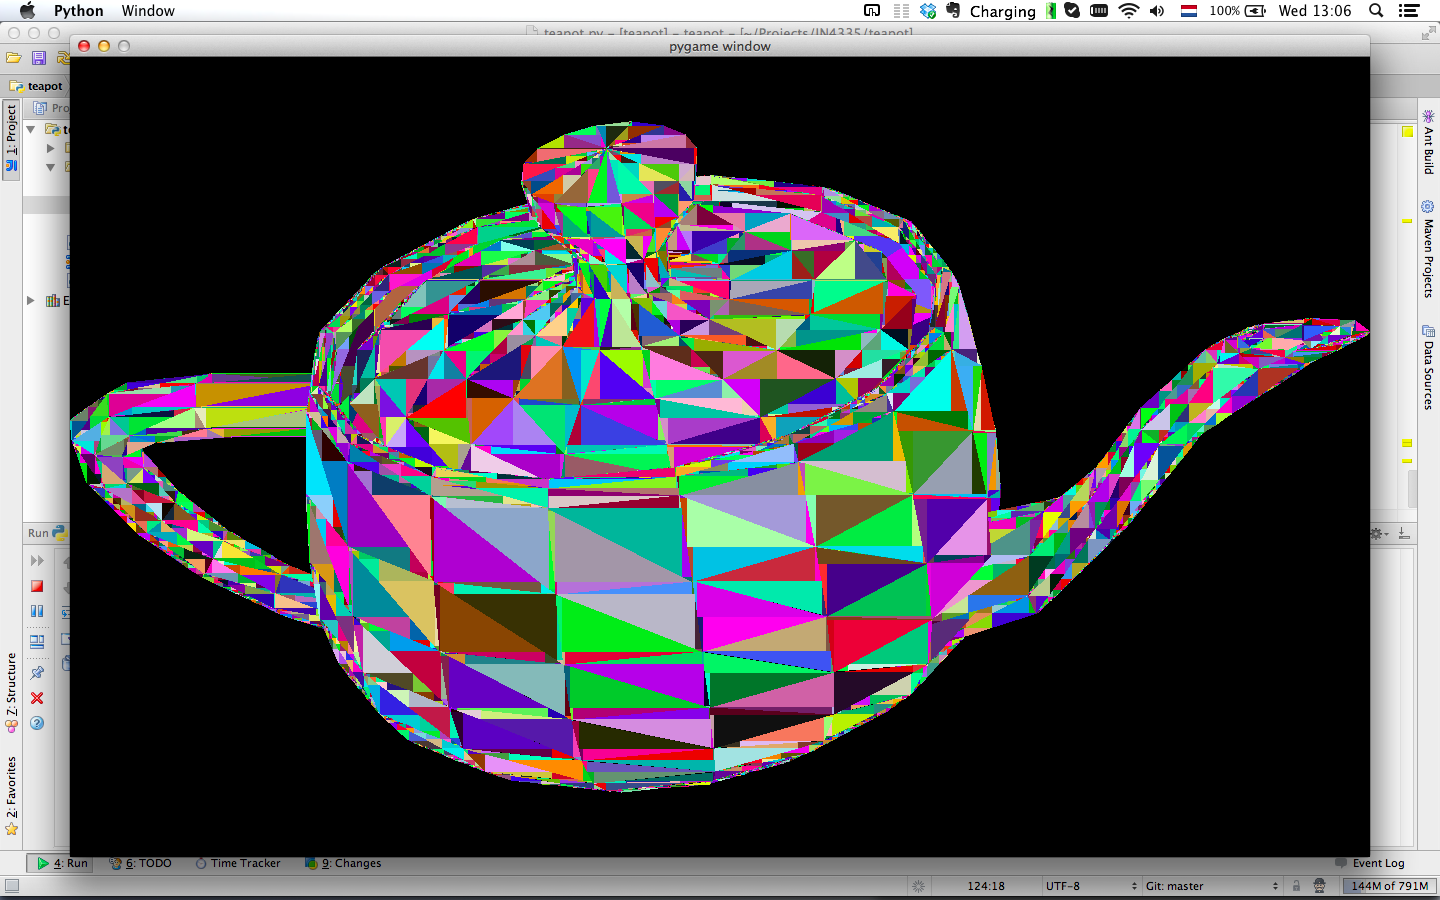 Python Window
Charging
100%
Wed 13:06
teapot.py – [teapot] – teapot – [~/Projects/IN4335/teapot]
pygame window
teapot
Pro
te
E
1: Project
Z: Structure
2: Favorites
Ant Build
Maven Projects
Data Sources
Run
4: Run
6: TODO
Time Tracker
9: Changes
Event Log
124:18
UTF-8
Git: master
144M of 791M